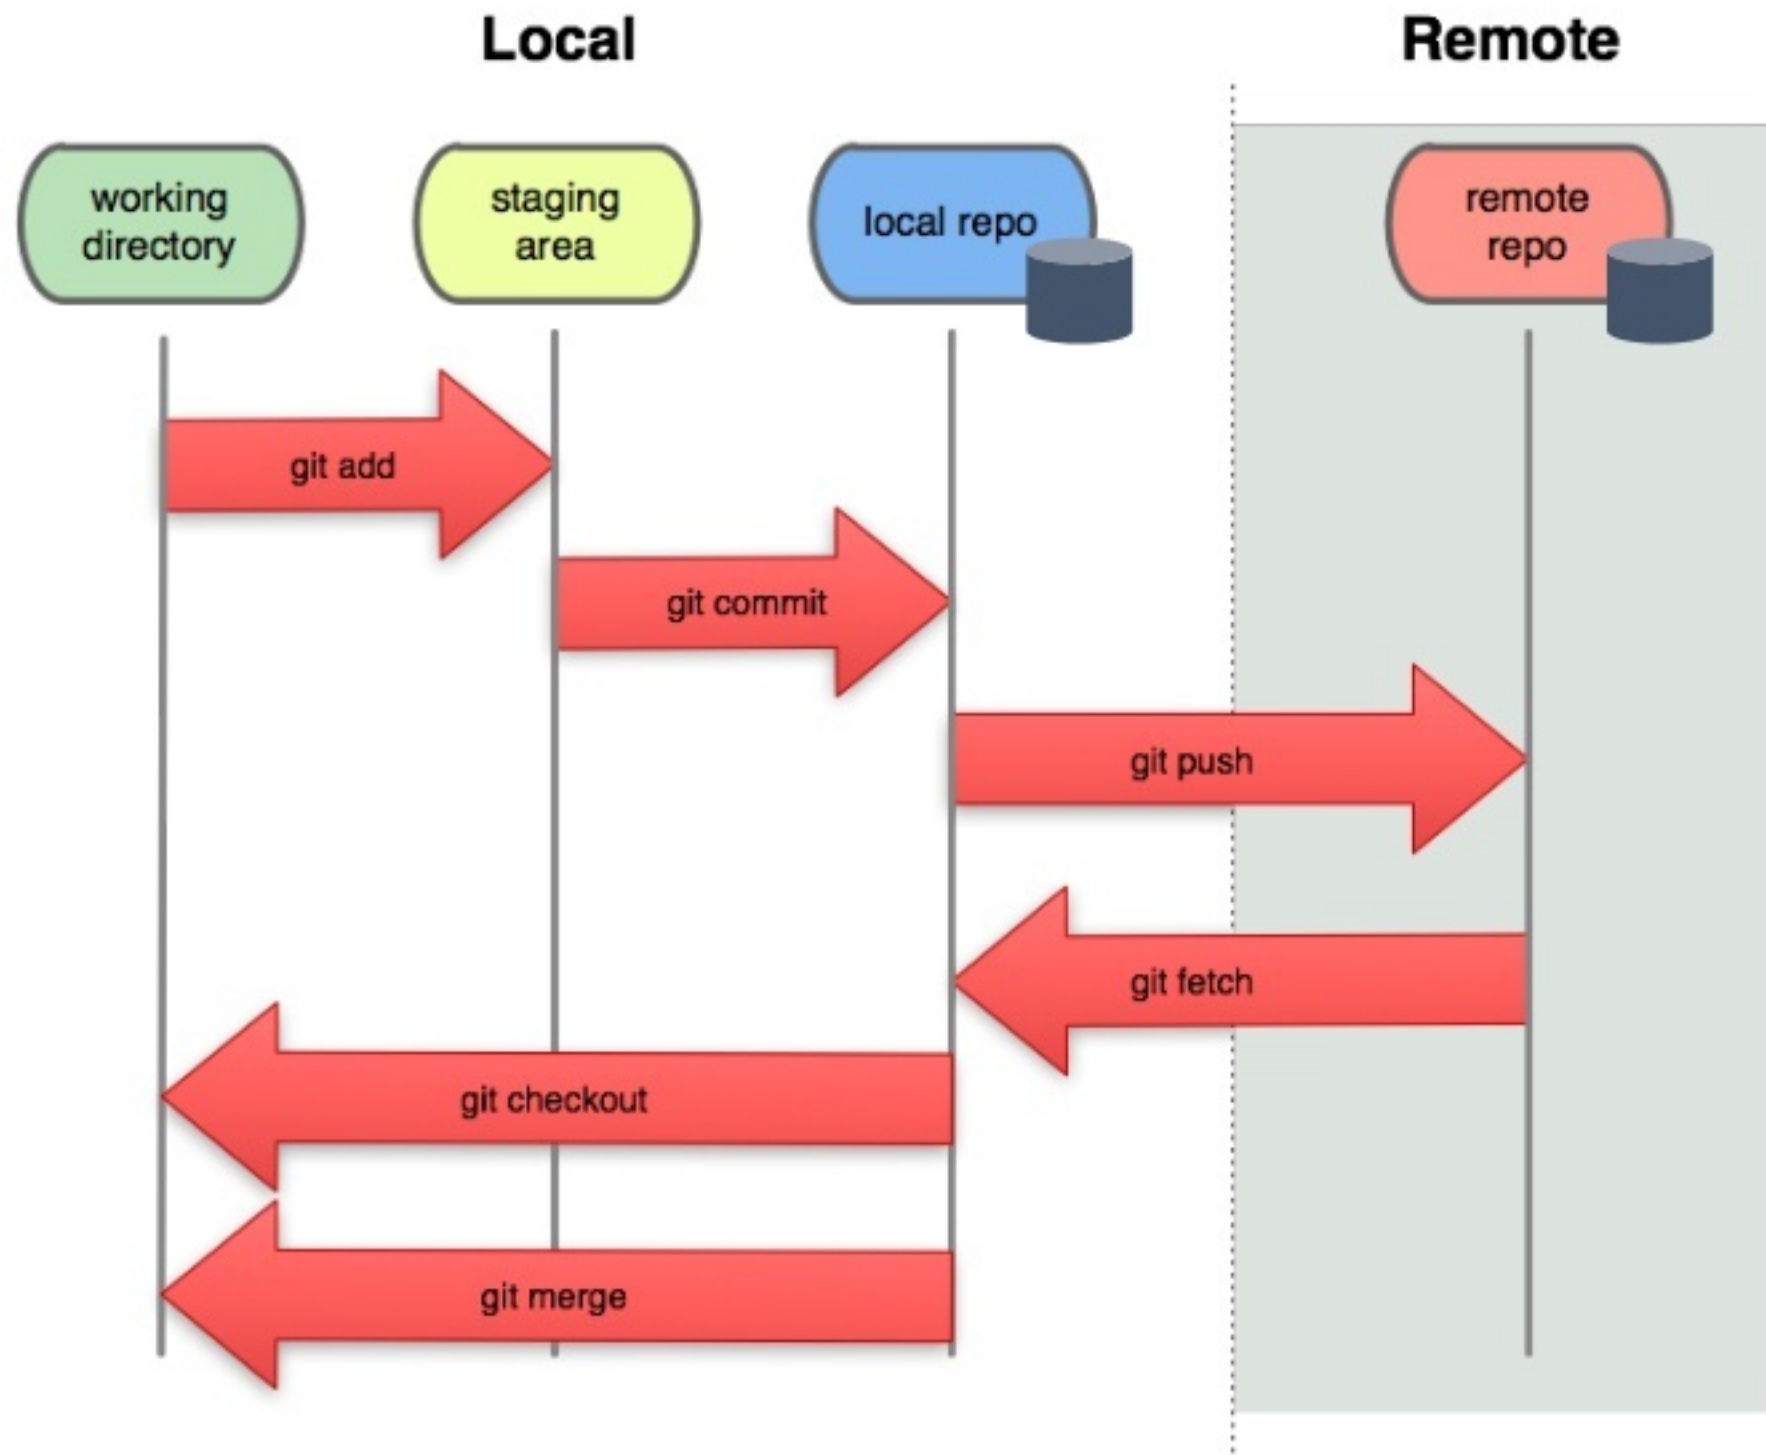 Local
Remote
working
directory
staging
area
local repo
remote
repo
git add
git commit
git push
git fetch
git checkout
git merge